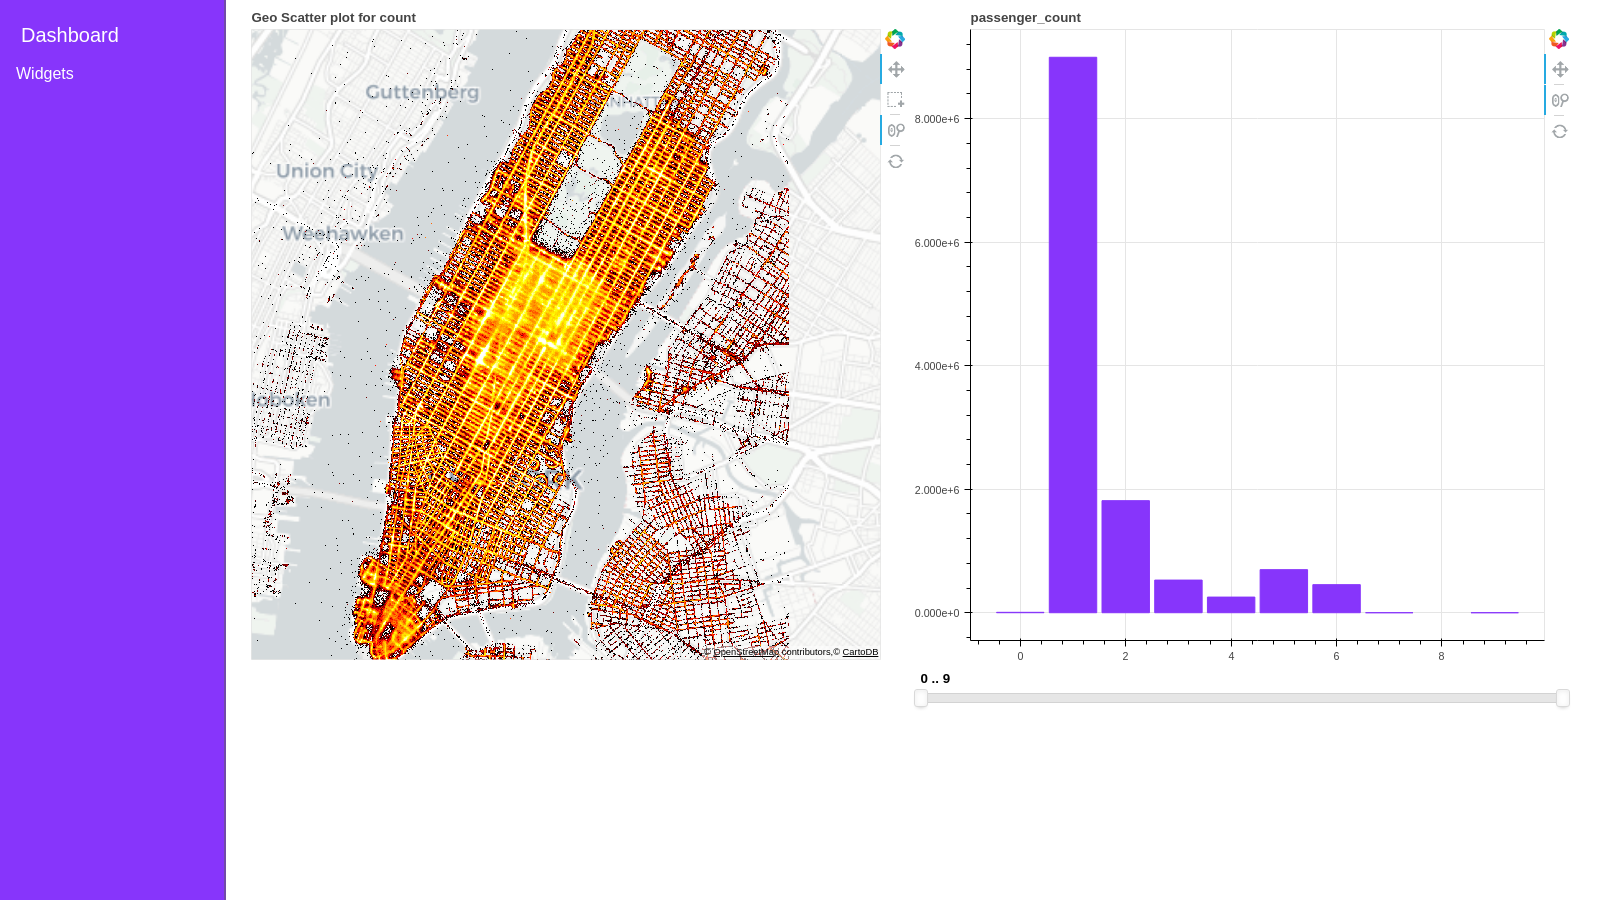 Dashboard
Widgets
Geo Scatter plot for count
Guttenberg
Union City
Weehawken
© OpenStreetMap contributors,© CartoDB
passenger_count
8.000e+6
6.000e+6
4.000e+6
2.000e+6
0.000e+0
0 2 4 6 8
0 .. 9